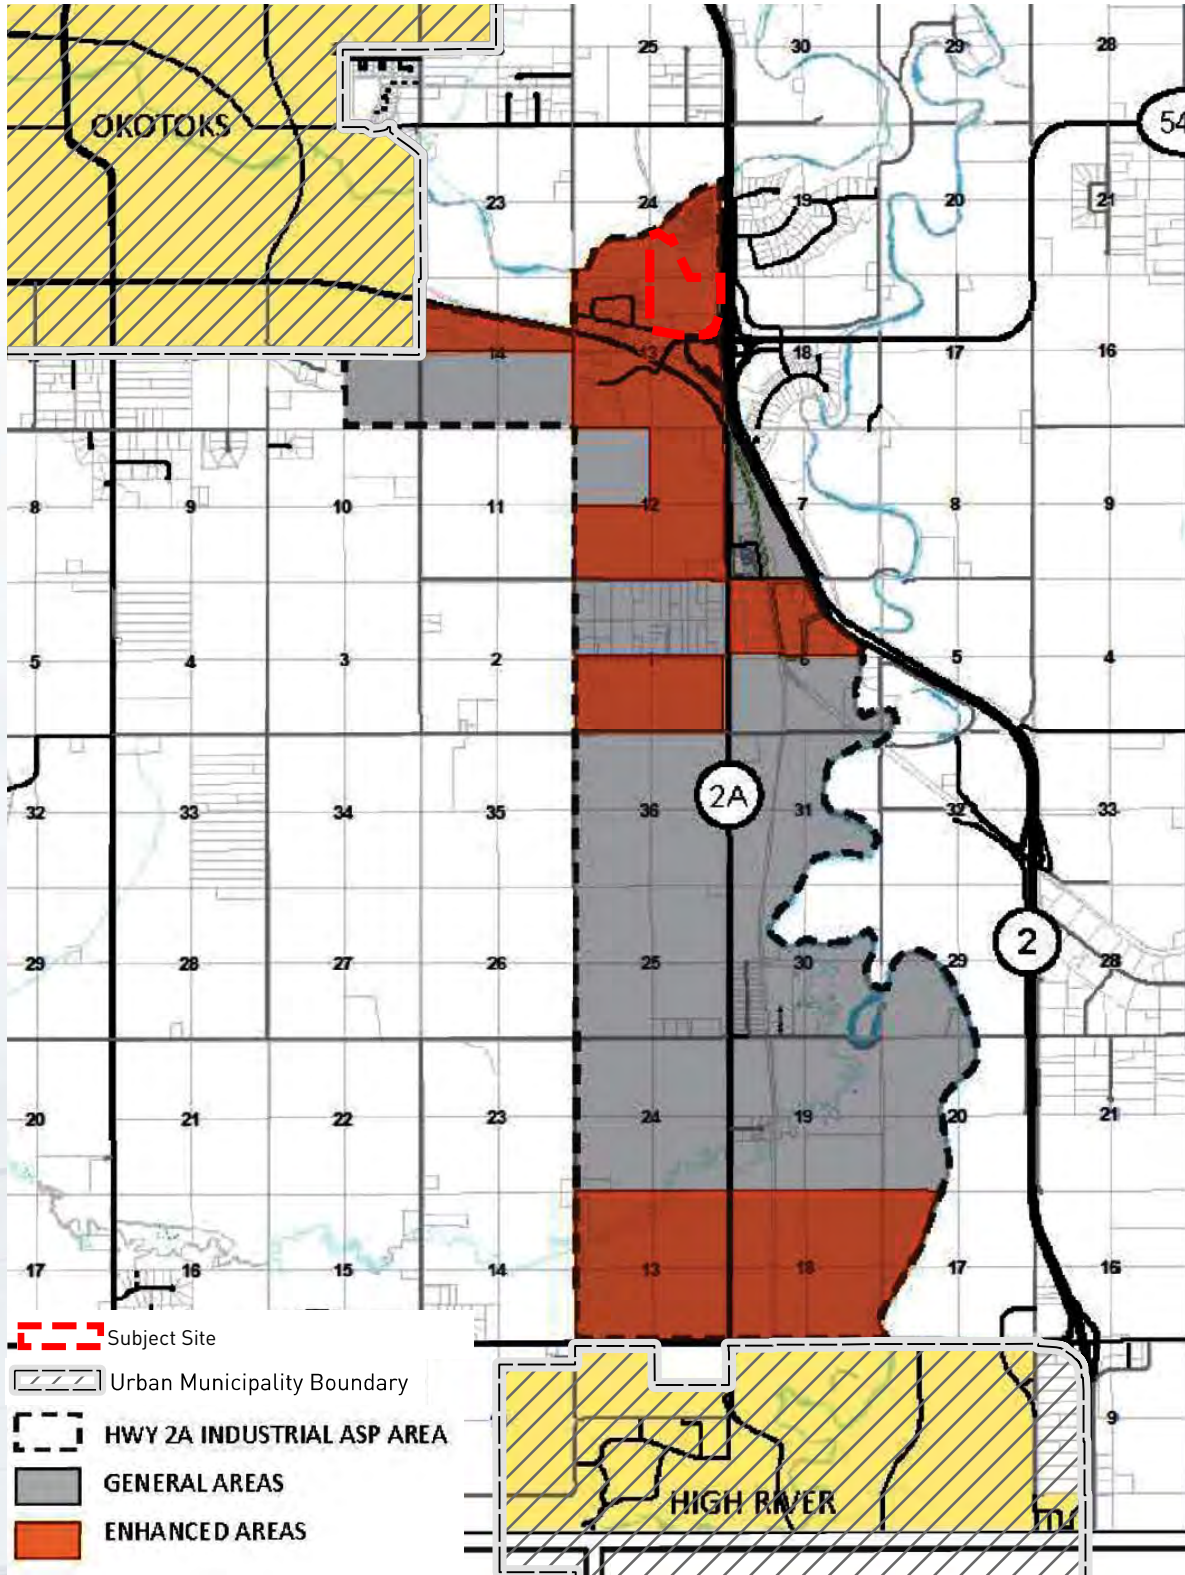 25 30 29 28
54
OKOTOKS
23 24 19 20 21
14 13 18 17 16
8 9 10 11 12 7 8 9
5 4 3 2 1 6 5 4
2A
32 33 34 35 36 31 32 33
2
29 28 27 26 25 30 29 28
20 21 22 23 24 19 20 21
17 16 15 14 13 18 17 16
Subject Site
Urban Municipality Boundary
HWY 2A INDUSTRIAL ASP AREA
9
GENERAL AREAS
HIGH RIVER
ENHANCED AREAS